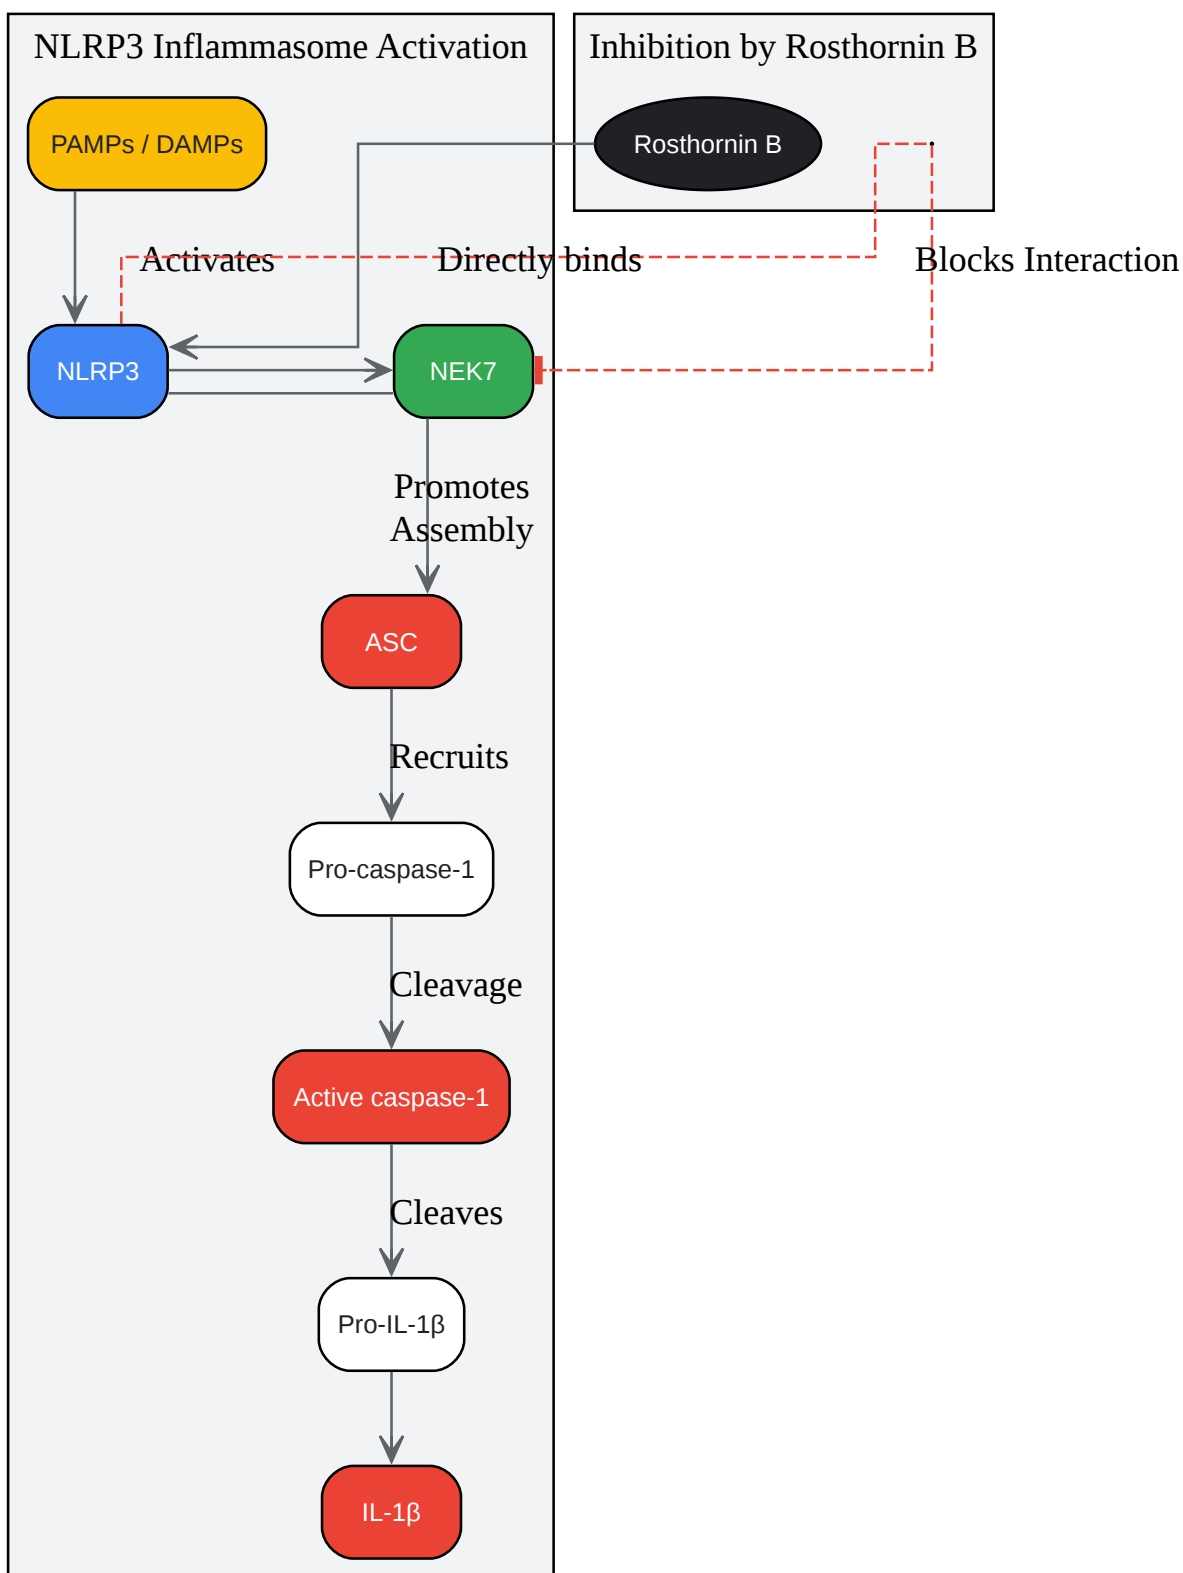 NLRP3 Inflammasome Activation
Inhibition by Rosthornin B
PAMPs / DAMPs
Rosthornin B
Activates
Directly binds
Blocks Interaction
NLRP3
NEK7
Promotes
Assembly
ASC
Recruits
Pro-caspase-1
Cleavage
Active caspase-1
Cleaves
Pro-IL-1β
IL-1β